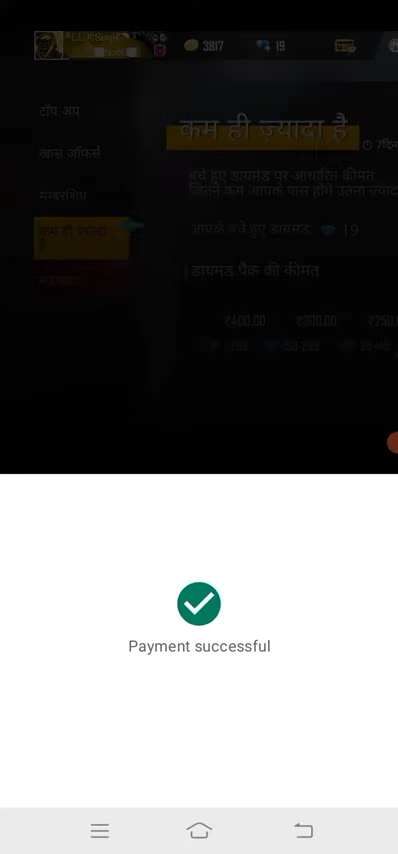 3817
19
टॉप अप
खास ऑफर्स
मेम्बरशिप
कम ही ज़्यादा
है
कम ही ज़्यादा है
बचे हुए डायमंड पर आधारित कीमत
जितने कम आपके पास होंगे उतना ज़्याद
आपके बचे हुए डायमंड 19
डायमंड पैक की कीमत
₹400.00 ₹300.00 ₹250.
Payment successful